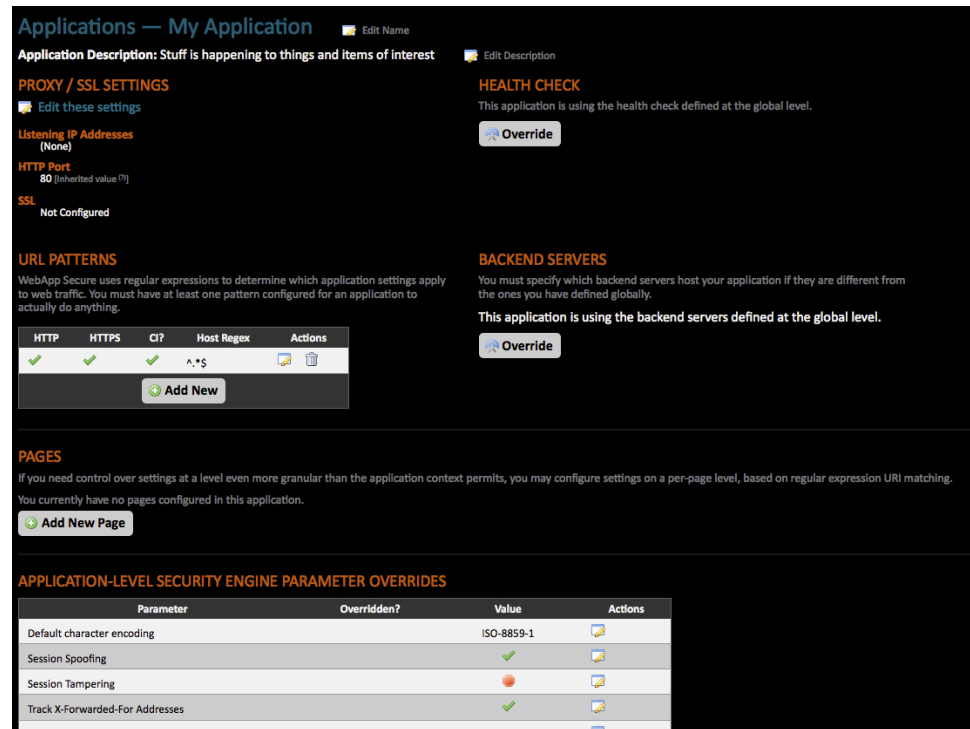 Applications — My Application
Edit Name
Application Description: Stuff is happening to things and items of interest
Edit Description
PROXY / SSL SETTINGS
Edit these settings
Listening IP Addresses
(None)
HTTP Port
80 [Inherited value (?)]
SSL
Not Configured
HEALTH CHECK
This application is using the health check defined at the global level.
Override
URL PATTERNS
WebApp Secure uses regular expressions to determine which application settings apply
to web traffic. You must have at least one pattern configured for an application to
actually do anything.
HTTP HTTPS CI? Host Regex Actions
^.*$
Add New
BACKEND SERVERS
You must specify which backend servers host your application if they are different from
the ones you have defined globally.
This application is using the backend servers defined at the global level.
Override
PAGES
If you need control over settings at a level even more granular than the application context permits, you may configure settings on a per-page level, based on regular expression URI matching.
You currently have no pages configured in this application.
Add New Page
APPLICATION-LEVEL SECURITY ENGINE PARAMETER OVERRIDES
Parameter Overridden? Value Actions
Default character encoding ISO-8859-1
Session Spoofing
Session Tampering
Track X-Forwarded-For Addresses